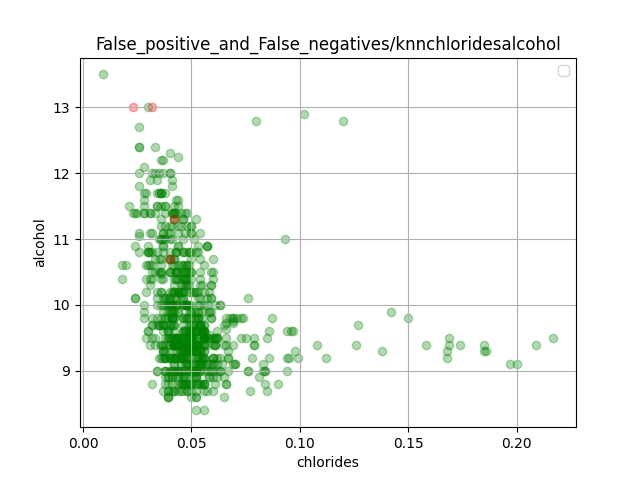 False_positive_and_False_negatives/knnchloridesalcohol
13
12
11
10
9
alcohol
0.00 0.05 0.10 0.15 0.20
chlorides